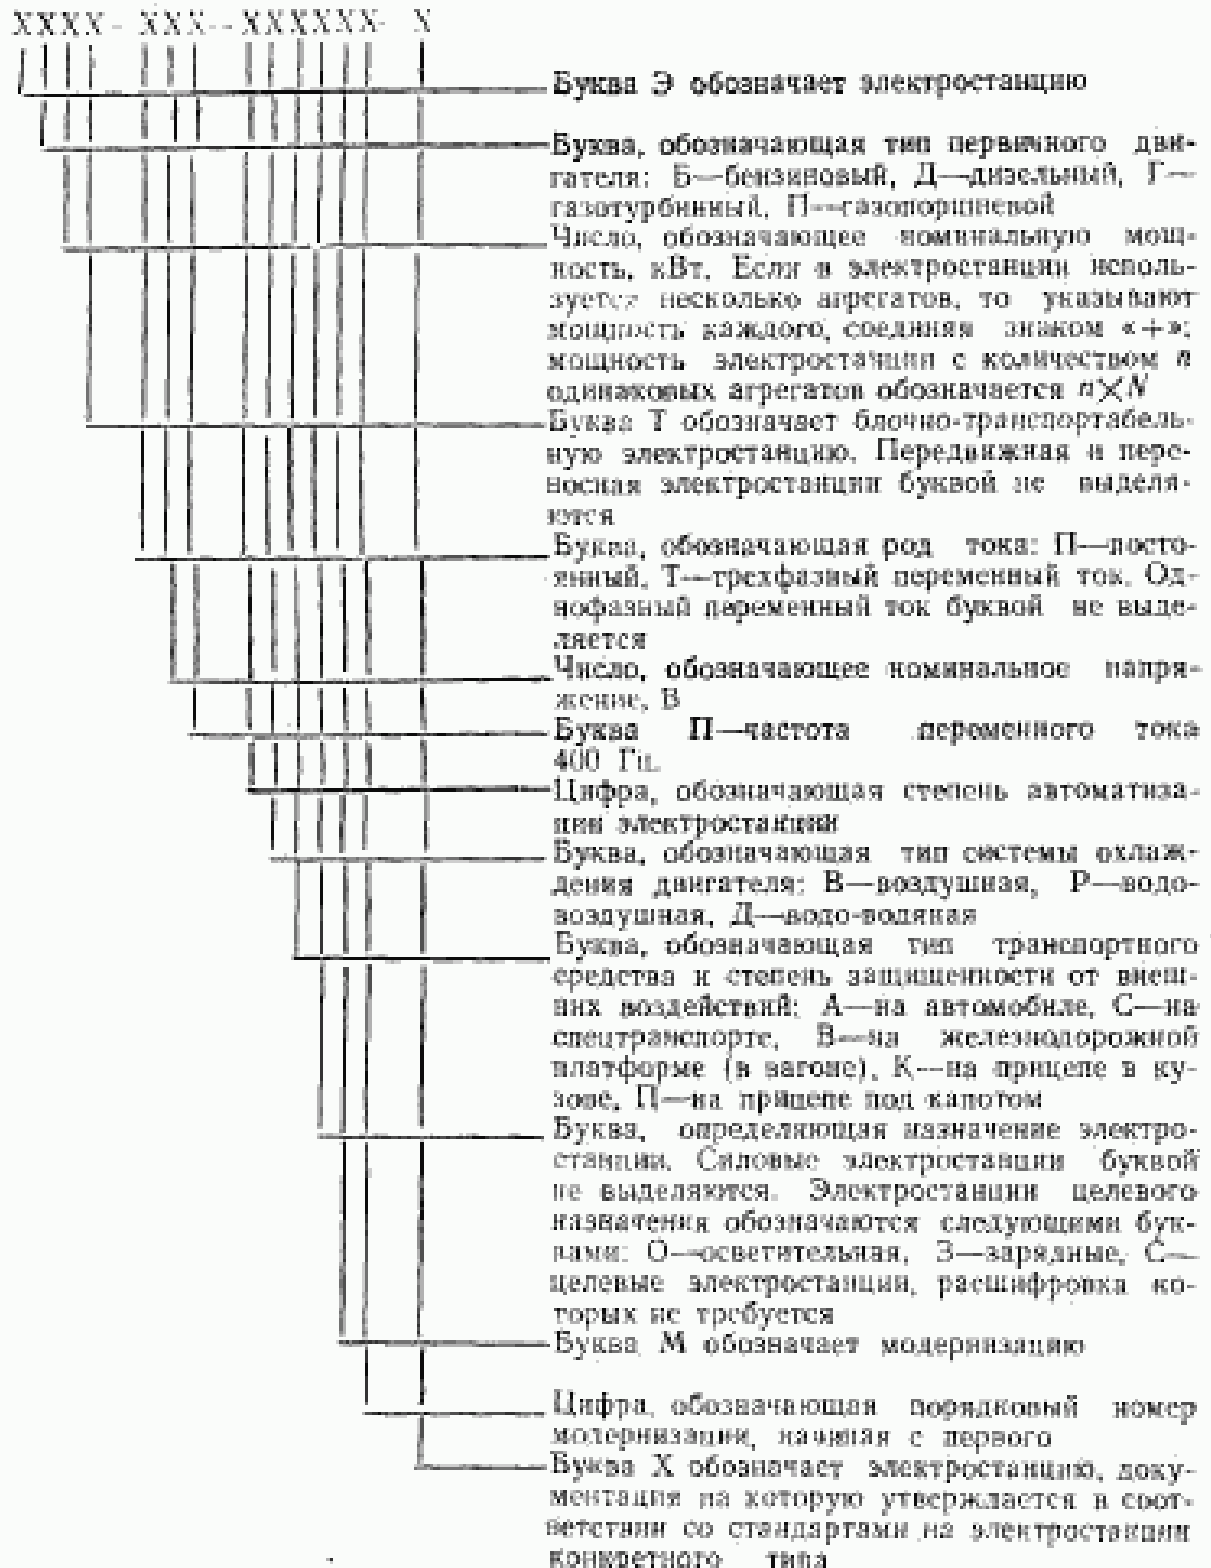 XXXX- XXX-- XXXXXX- X
Буква Э обозначает электростанцию
Буква, обозначающая тип первичного дви-
гателя: Б—бензиновый, Д—дизельный, Г—
газотурбинный, П—газопоршневой
Число, обозначающее номинальную мощ-
ность, кВт. Если в электростанции исполь-
зуется несколько агрегатов, то указывают
мощность каждого, соединяя знаком «+»;
мощность электростанции с количеством n
одинаковых агрегатов обозначается n×N
Буква Т обозначает блочно-транспортабель-
ную электростанцию. Передвижная и пере-
носная электростанции буквой не выделя-
ются
Буква, обозначающая род тока: П—посто-
янный, Т—трехфазный переменный ток. Од-
нофазный переменный ток буквой не выде-
ляется
Число, обозначающее номинальное напря-
жение, В
Буква П—частота переменного тока
400 Гц.
Цифра, обозначающая степень автоматиза-
ции электростанции
Буква, обозначающая тип системы охлаж-
дения двигателя: В—воздушная, Р—водо-
воздушная, Д—водо-водяная
Буква, обозначающая тип транспортного
средства и степень защищенности от внеш-
них воздействий: А—на автомобиле, С—на
спецтранспорте, В—на железнодорожной
платформе (в вагоне), К—на прицепе в ку-
зове, П—на прицепе под капотом
Буква, определяющая назначение электро-
станции. Силовые электростанции буквой
не выделяются. Электростанции целевого
назначения обозначаются следующими бук-
вами: О—осветительная, З—зарядные, С—
целевые электростанции, расшифровка ко-
торых не требуется
Буква М обозначает модернизацию
Цифра, обозначающая порядковый номер
модернизации, начиная с первого
Буква Х обозначает электростанцию, доку-
ментация на которую утверждается в соот-
ветствии со стандартами на электростанции
конкретного типа